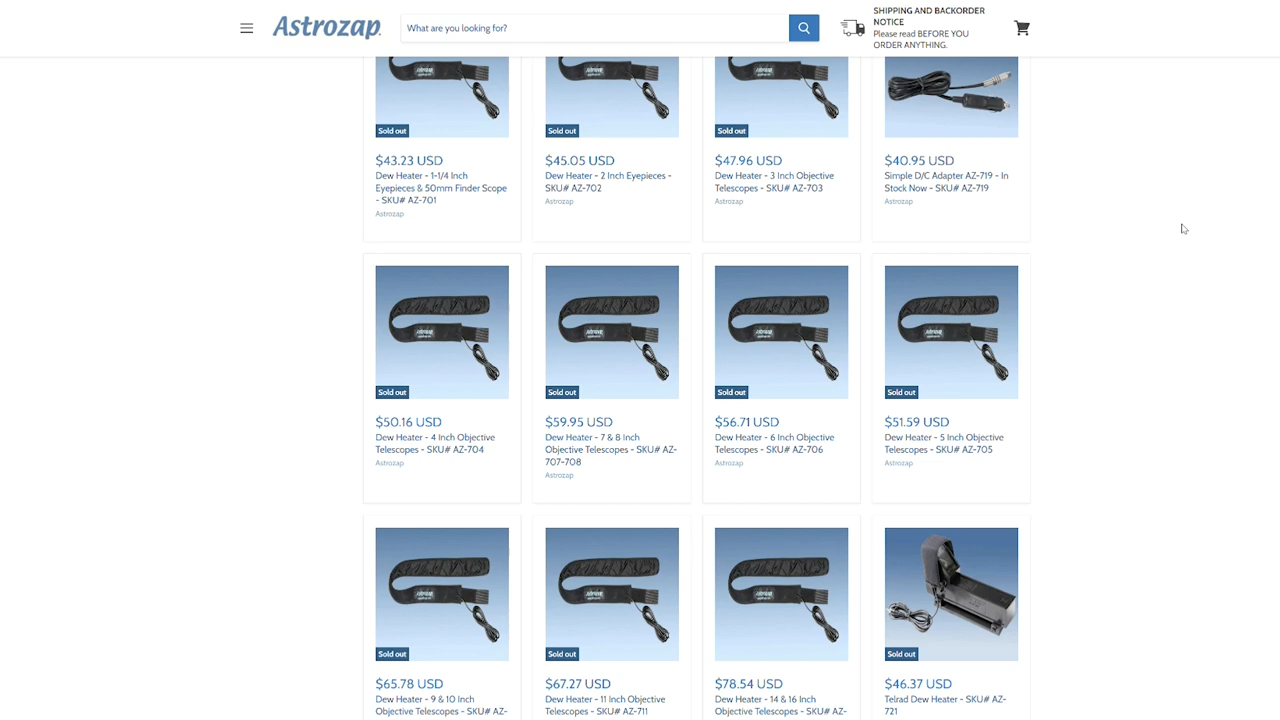 Astrozap
What are you looking for?
SHIPPING AND BACKORDER
NOTICE
Please read BEFORE YOU
ORDER ANYTHING.
Sold out
Sold out
Sold out
$43.23 USD
Dew Heater - 1-1/4 Inch
Eyepieces & 50mm Finder Scope
- SKU# AZ-701
Astrozap
$45.05 USD
Dew Heater - 2 Inch Eyepieces -
SKU# AZ-702
Astrozap
$47.96 USD
Dew Heater - 3 Inch Objective
Telescopes - SKU# AZ-703
Astrozap
$40.95 USD
Simple D/C Adapter AZ-719 - In
Stock Now - SKU# AZ-719
Astrozap
Sold out
Sold out
Sold out
Sold out
$50.16 USD
Dew Heater - 4 Inch Objective
Telescopes - SKU# AZ-704
Astrozap
$59.95 USD
Dew Heater - 7 & 8 Inch
Objective Telescopes - SKU# AZ-
707-708
Astrozap
$56.71 USD
Dew Heater - 6 Inch Objective
Telescopes - SKU# AZ-706
Astrozap
$51.59 USD
Dew Heater - 5 Inch Objective
Telescopes - SKU# AZ-705
Astrozap
Sold out
Sold out
Sold out
$65.78 USD
Dew Heater - 9 & 10 Inch
Objective Telescopes - SKU# AZ-
$67.27 USD
Dew Heater - 11 Inch Objective
Telescopes - SKU# AZ-711
$78.54 USD
Dew Heater - 14 & 16 Inch
Objective Telescopes - SKU# AZ-
$46.37 USD
Telrad Dew Heater - SKU# AZ-
721